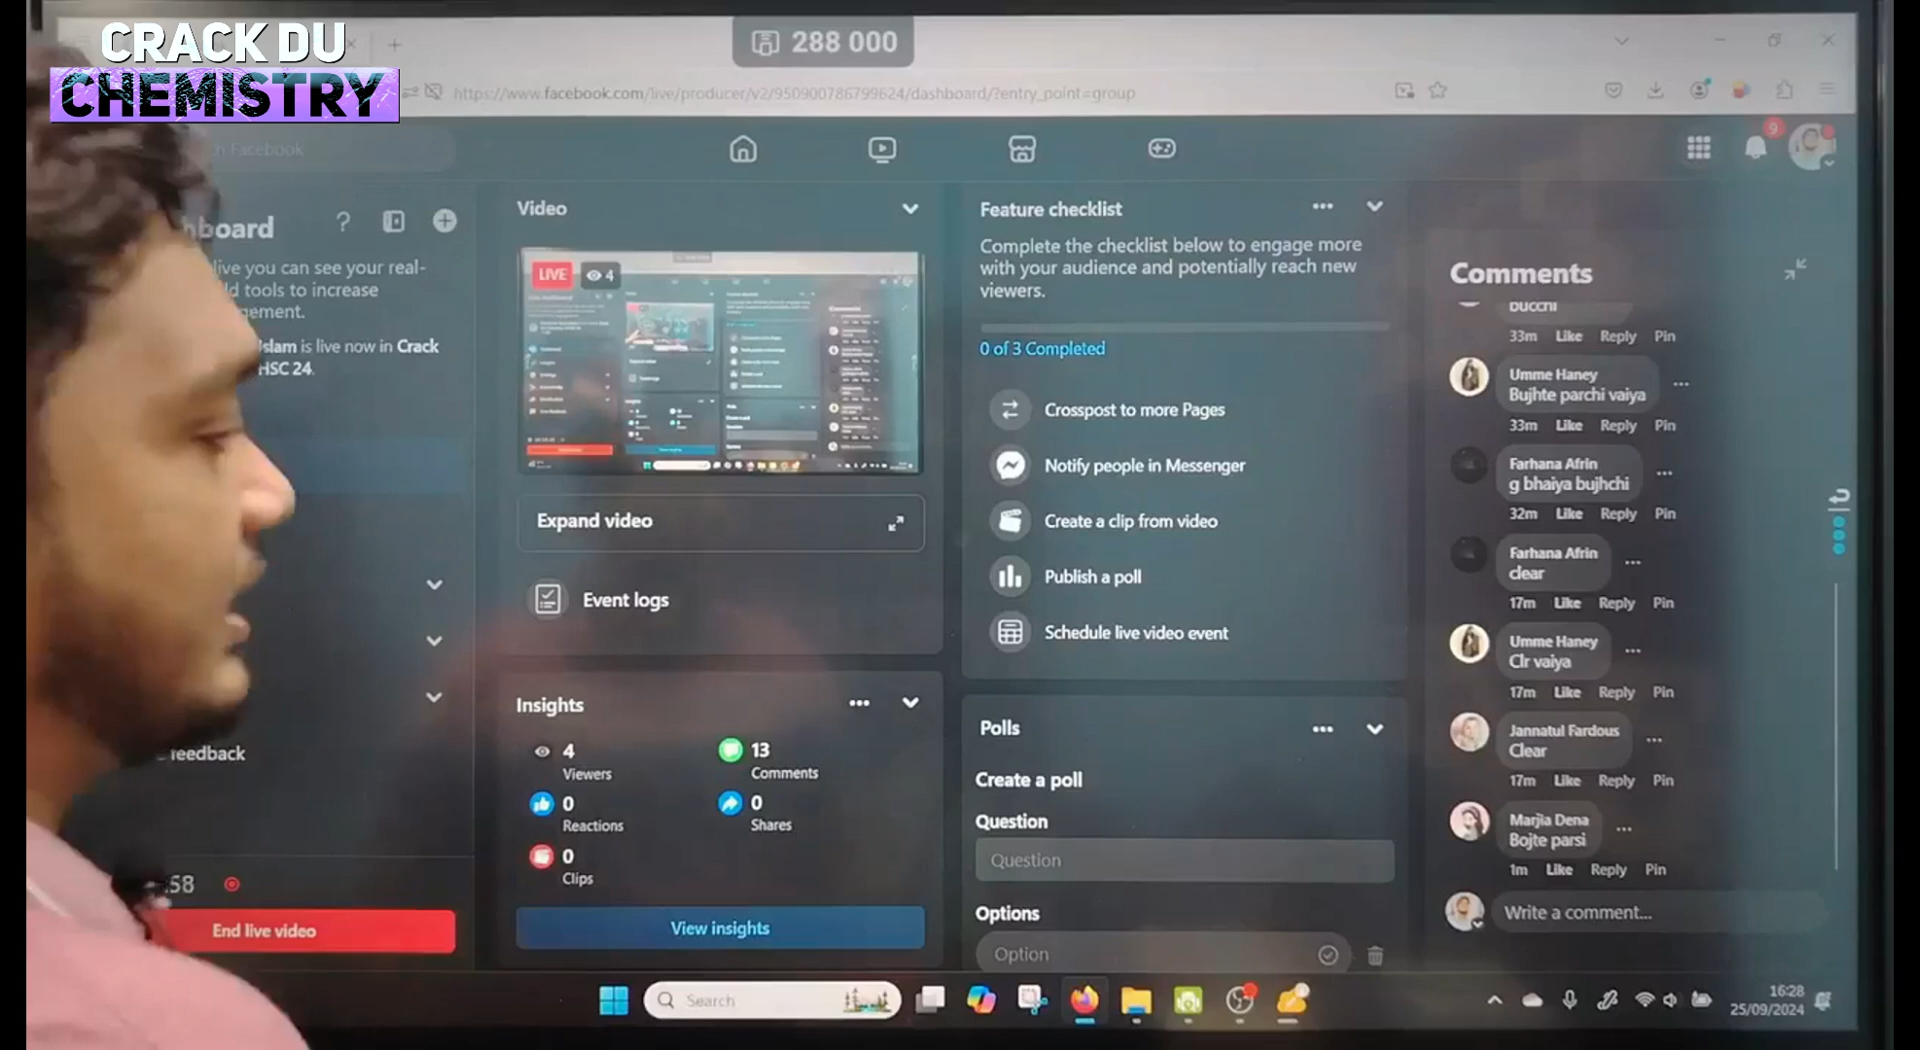 CRACK DU
CHEMISTRY
288 000
https://www.facebook.com/live/producer/v2/950900786799624/dashboard/?entry_point=group
Facebook
9
live you can see your real-
tools to increase
Islam is live now in Crack
HSC 24.
feedback
:58
End live video
Video
LIVE
4
Expand video
Event logs
Insights
4
Viewers
13
Comments
0
Reactions
0
Shares
0
Clips
View insights
Feature checklist
Complete the checklist below to engage more
with your audience and potentially reach new
viewers.
0 of 3 Completed
Crosspost to more Pages
Notify people in Messenger
Create a clip from video
Publish a poll
Schedule live video event
Polls
Create a poll
Question
Question
Options
Option
Comments
bucchi
33m Like Reply Pin
Umme Haney
Bujhte parchi vaiya
33m Like Reply Pin
Farhana Afrin
g bhaiya bujhchi
32m Like Reply Pin
Farhana Afrin
clear
17m Like Reply Pin
Umme Haney
Clr vaiya
17m Like Reply Pin
Jannatul Fardous
Clear
17m Like Reply Pin
Marjia Dena
Bojte parsi
1m Like Reply Pin
Write a comment...
Search
16:28
25/09/2024